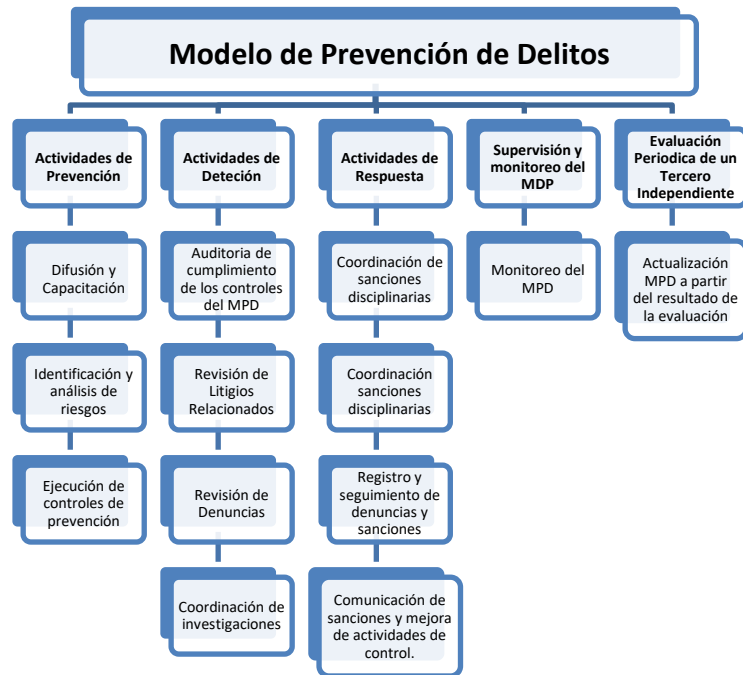 Modelo de Prevención de Delitos
Actividades de
Prevención
Difusión y
Capacitación
Identificación y
análisis de
riesgos
Ejecución de
controles de
prevención
Actividades de
Deteción
Auditoria de
cumplimiento
de los controles
del MPD
Revisión de
Litigios
Relacionados
Revisión de
Denuncias
Coordinación de
investigaciones
Actividades de
Respuesta
Coordinación de
sanciones
disciplinarias
Coordinación
sanciones
disciplinarias
Registro y
seguimiento de
denuncias y
sanciones
Comunicación de
sanciones y mejora
de actividades de
control.
Supervisión y
monitoreo del
MDP
Monitoreo del
MPD
Evaluación
Periodica de un
Tercero
Independiente
Actualización
MPD a partir
del resultado de
la evaluación